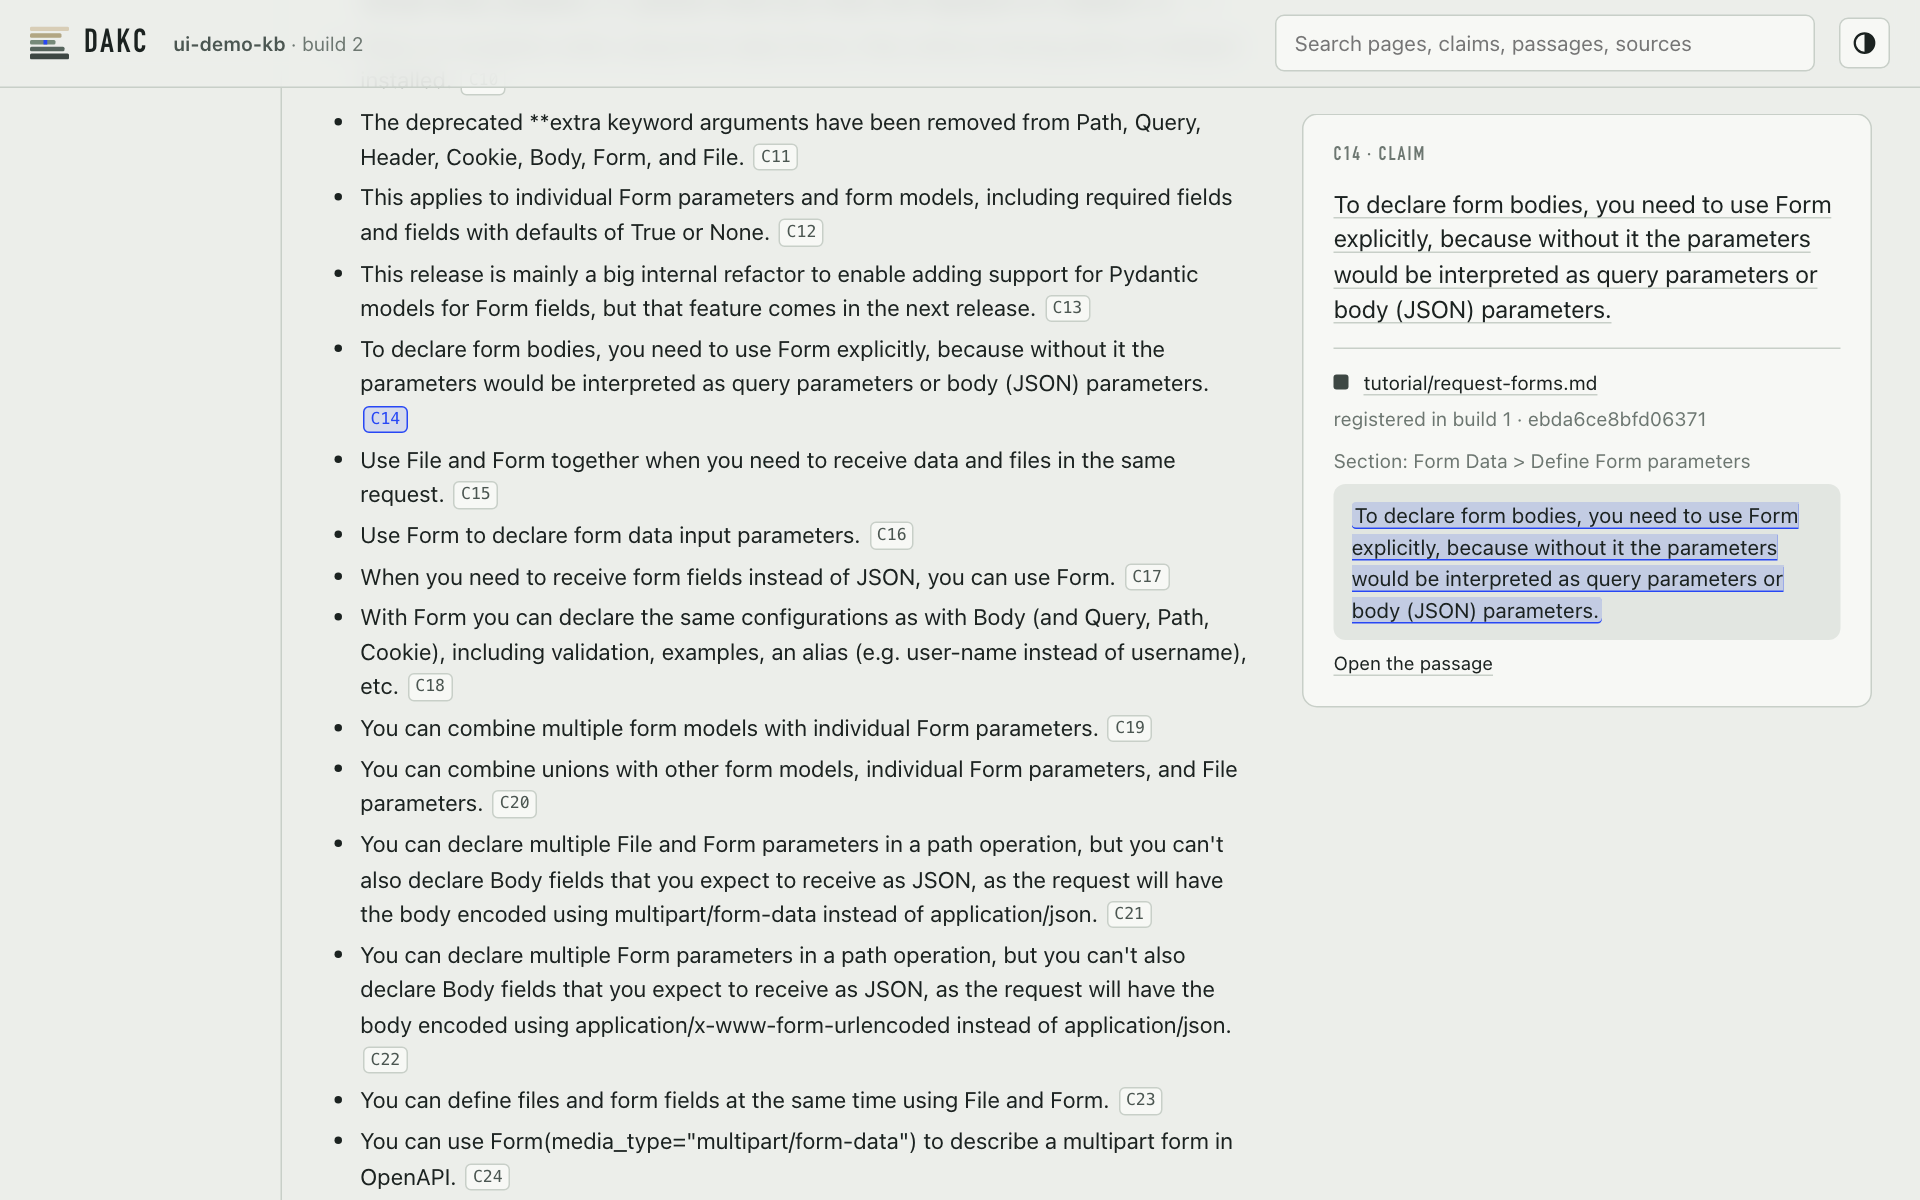 DAKC
ui-demo-kb · build 2
Search pages, claims, passages, sources
installed.
The deprecated **extra keyword arguments have been removed from Path, Query,
Header, Cookie, Body, Form, and File. C11
This applies to individual Form parameters and form models, including required fields
and fields with defaults of True or None. C12
This release is mainly a big internal refactor to enable adding support for Pydantic
models for Form fields, but that feature comes in the next release. C13
To declare form bodies, you need to use Form explicitly, because without it the
parameters would be interpreted as query parameters or body (JSON) parameters.
C14
Use File and Form together when you need to receive data and files in the same
request. C15
Use Form to declare form data input parameters. C16
When you need to receive form fields instead of JSON, you can use Form. C17
With Form you can declare the same configurations as with Body (and Query, Path,
Cookie), including validation, examples, an alias (e.g. user-name instead of username),
etc. C18
You can combine multiple form models with individual Form parameters. C19
You can combine unions with other form models, individual Form parameters, and File
parameters. C20
You can declare multiple File and Form parameters in a path operation, but you can't
also declare Body fields that you expect to receive as JSON, as the request will have
the body encoded using multipart/form-data instead of application/json. C21
You can declare multiple Form parameters in a path operation, but you can't also
declare Body fields that you expect to receive as JSON, as the request will have the
body encoded using application/x-www-form-urlencoded instead of application/json.
C22
You can define files and form fields at the same time using File and Form. C23
You can use Form(media_type="multipart/form-data") to describe a multipart form in
OpenAPI. C24
C14 · CLAIM
To declare form bodies, you need to use Form
explicitly, because without it the parameters
would be interpreted as query parameters or
body (JSON) parameters.
tutorial/request-forms.md
registered in build 1 · ebda6ce8bfd06371
Section: Form Data > Define Form parameters
To declare form bodies, you need to use Form
explicitly, because without it the parameters
would be interpreted as query parameters or
body (JSON) parameters.
Open the passage